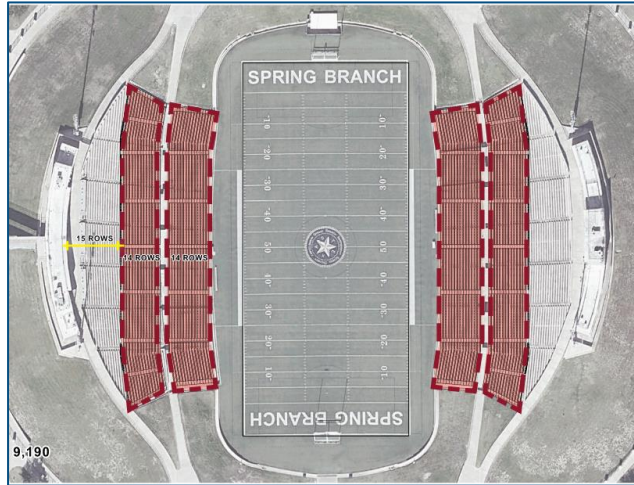 SPRING BRANCH
-10 10-
-20 20-
-30 30-
-40 40-
15 ROWS
14 ROWS
14 ROWS
50 50
-40 40-
-30 30-
-20 20-
-10 10-
SPRING BRANCH
9,190